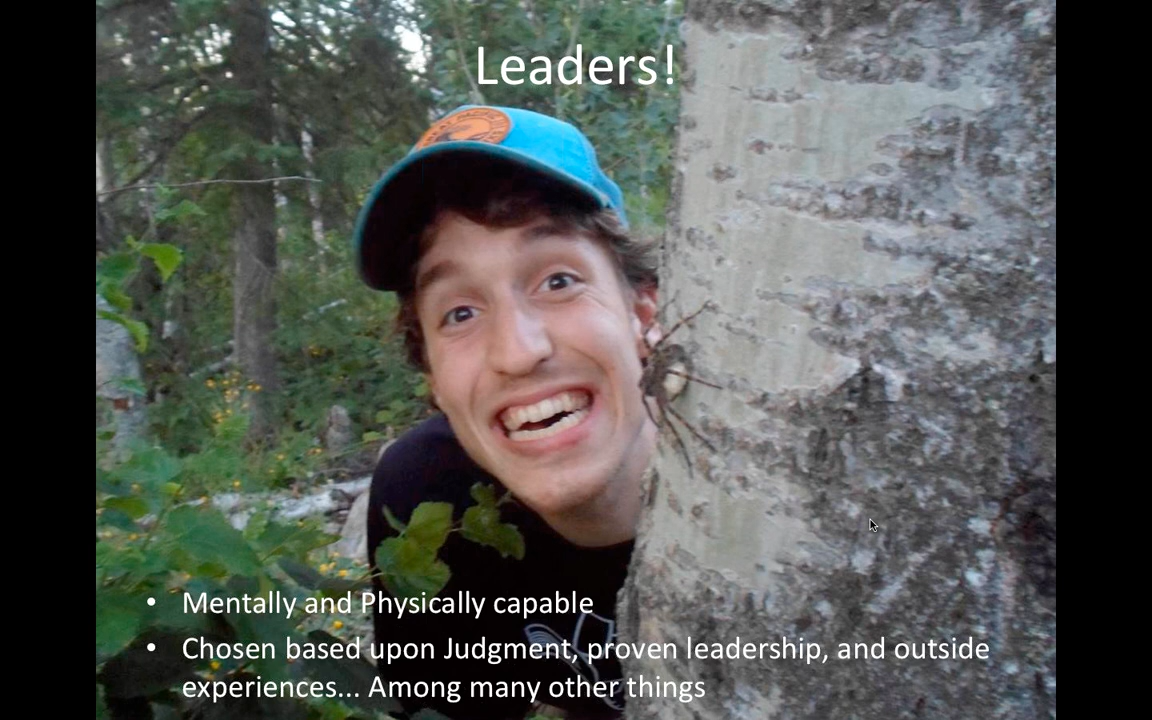 Leaders!
• Mentally and Physically capable
• Chosen based upon Judgment, proven leadership, and outside
experiences... Among many other things